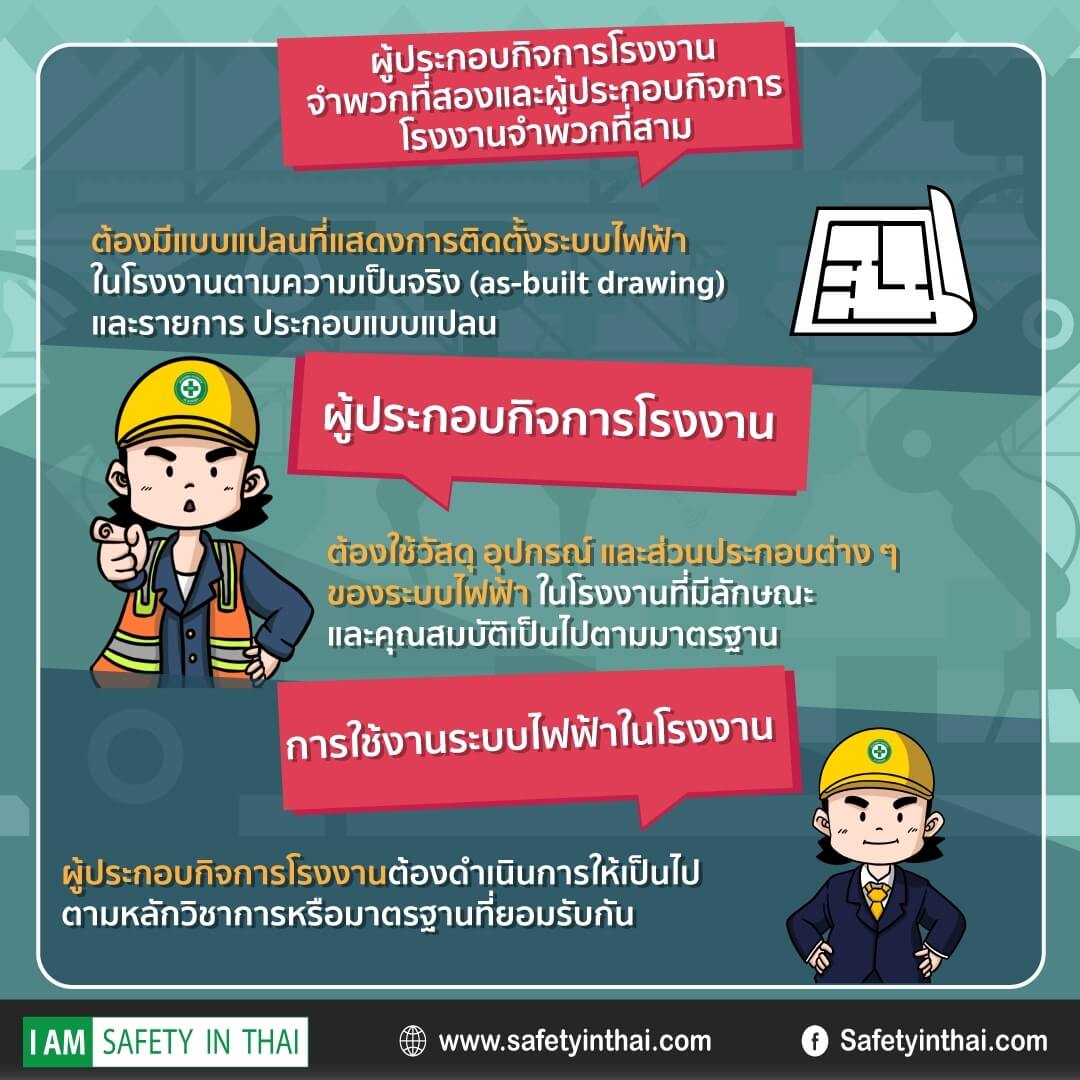 ผู้ประกอบกิจการโรงงาน
จำพวกที่สองและผู้ประกอบกิจการ
โรงงานจำพวกที่สาม
ต้องมีแบบแปลนที่แสดงการติดตั้งระบบไฟฟ้า
ในโรงงานตามความเป็นจริง (as-built drawing)
และรายการ ประกอบแบบแปลน
ผู้ประกอบกิจการโรงงาน
ต้องใช้วัสดุ อุปกรณ์ และส่วนประกอบต่าง ๆ
ของระบบไฟฟ้า ในโรงงานที่มีลักษณะ
และคุณสมบัติเป็นไปตามมาตรฐาน
การใช้งานระบบไฟฟ้าในโรงงาน
ผู้ประกอบกิจการโรงงานต้องดำเนินการให้เป็นไป
ตามหลักวิชาการหรือมาตรฐานที่ยอมรับกัน
I AM SAFETY IN THAI
www.safetyinthai.com
Safetyinthai.com